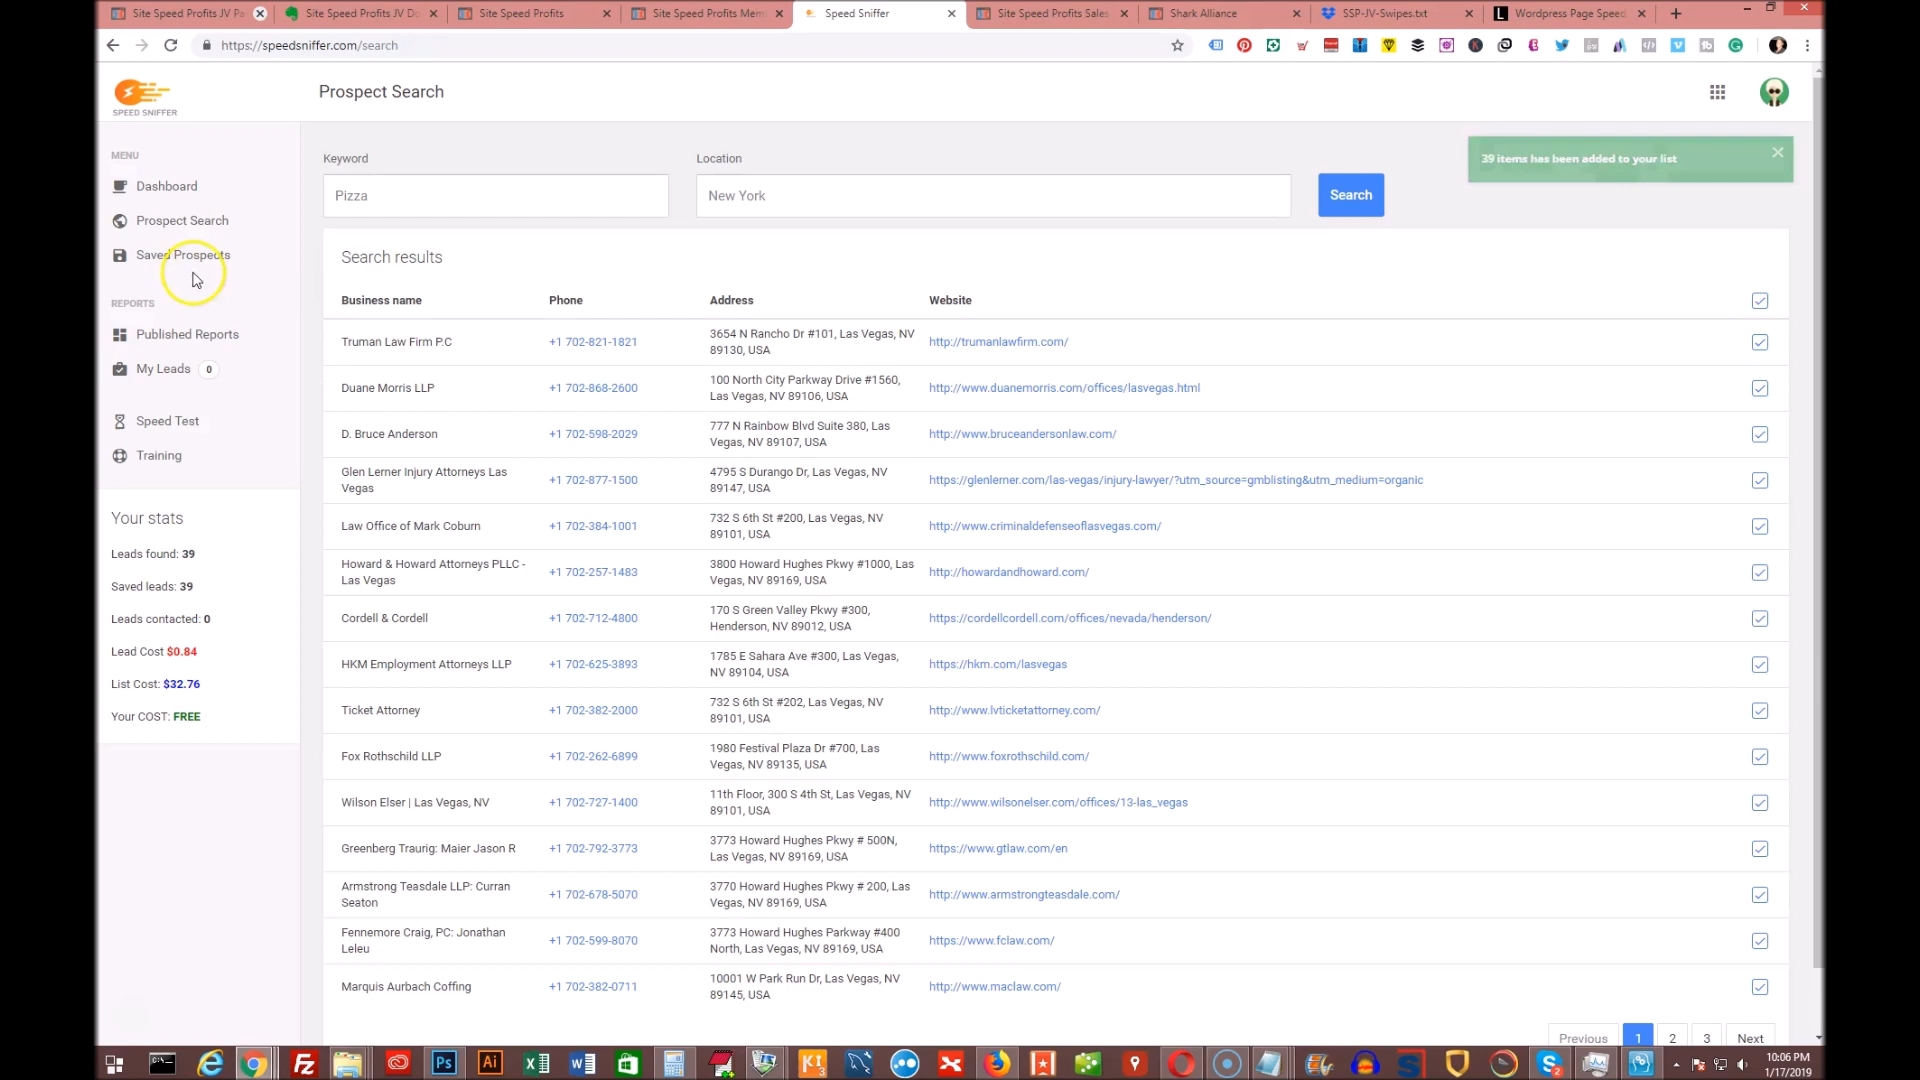 Site Speed Profits JV Pa
Site Speed Profits JV Do
Site Speed Profits
Site Speed Profits Mem
Speed Sniffer
Site Speed Profits Sales
Shark Alliance
SSP-JV-Swipes.txt
Wordpress Page Speed
https://speedsniffer.com/search
SPEED SNIFFER
Prospect Search
39 items has been added to your list
MENU
Dashboard
Prospect Search
Saved Prospects
REPORTS
Published Reports
My Leads 0
Speed Test
Training
Your stats
Leads found: 39
Saved leads: 39
Leads contacted: 0
Lead Cost $0.84
List Cost: $32.76
Your COST: FREE
Keyword
Location
Pizza
New York
Search
Search results
Business name Phone Address Website
Truman Law Firm P.C +1 702-821-1821 3654 N Rancho Dr #101, Las Vegas, NV http://trumanlawfirm.com/
89130, USA
Duane Morris LLP +1 702-868-2600 100 North City Parkway Drive #1560, http://www.duanemorris.com/offices/lasvegas.html
Las Vegas, NV 89106, USA
D. Bruce Anderson +1 702-598-2029 777 N Rainbow Blvd Suite 380, Las http://www.bruceandersonlaw.com/
Vegas, NV 89107, USA
Glen Lerner Injury Attorneys Las +1 702-877-1500 4795 S Durango Dr, Las Vegas, NV https://glenlerner.com/las-vegas/injury-lawyer/?utm_source=gmblisting&utm_medium=organic
Vegas 89147, USA
Law Office of Mark Coburn +1 702-384-1001 732 S 6th St #200, Las Vegas, NV http://www.criminaldefenseoflasvegas.com/
89101, USA
Howard & Howard Attorneys PLLC - +1 702-257-1483 3800 Howard Hughes Pkwy #1000, Las http://howardandhoward.com/
Las Vegas Vegas, NV 89169, USA
Cordell & Cordell +1 702-712-4800 170 S Green Valley Pkwy #300, https://cordellcordell.com/offices/nevada/henderson/
Henderson, NV 89012, USA
HKM Employment Attorneys LLP +1 702-625-3893 1785 E Sahara Ave #300, Las Vegas, https://hkm.com/lasvegas
NV 89104, USA
Ticket Attorney +1 702-382-2000 732 S 6th St #202, Las Vegas, NV http://www.lvticketattorney.com/
89101, USA
Fox Rothschild LLP +1 702-262-6899 1980 Festival Plaza Dr #700, Las http://www.foxrothschild.com/
Vegas, NV 89135, USA
Wilson Elser | Las Vegas, NV +1 702-727-1400 11th Floor, 300 S 4th St, Las Vegas, NV http://www.wilsonelser.com/offices/13-las_vegas
89101, USA
Greenberg Traurig: Maier Jason R +1 702-792-3773 3773 Howard Hughes Pkwy # 500N, https://www.gtlaw.com/en
Las Vegas, NV 89169, USA
Armstrong Teasdale LLP: Curran +1 702-678-5070 3770 Howard Hughes Pkwy # 200, Las http://www.armstrongteasdale.com/
Seaton Vegas, NV 89169, USA
Fennemore Craig, PC: Jonathan +1 702-599-8070 3773 Howard Hughes Parkway #400 https://www.fclaw.com/
Leleu North, Las Vegas, NV 89169, USA
Marquis Aurbach Coffing +1 702-382-0711 10001 W Park Run Dr, Las Vegas, NV http://www.maclaw.com/
89145, USA
Previous 1 2 3 Next
10:06 PM
1/17/2019